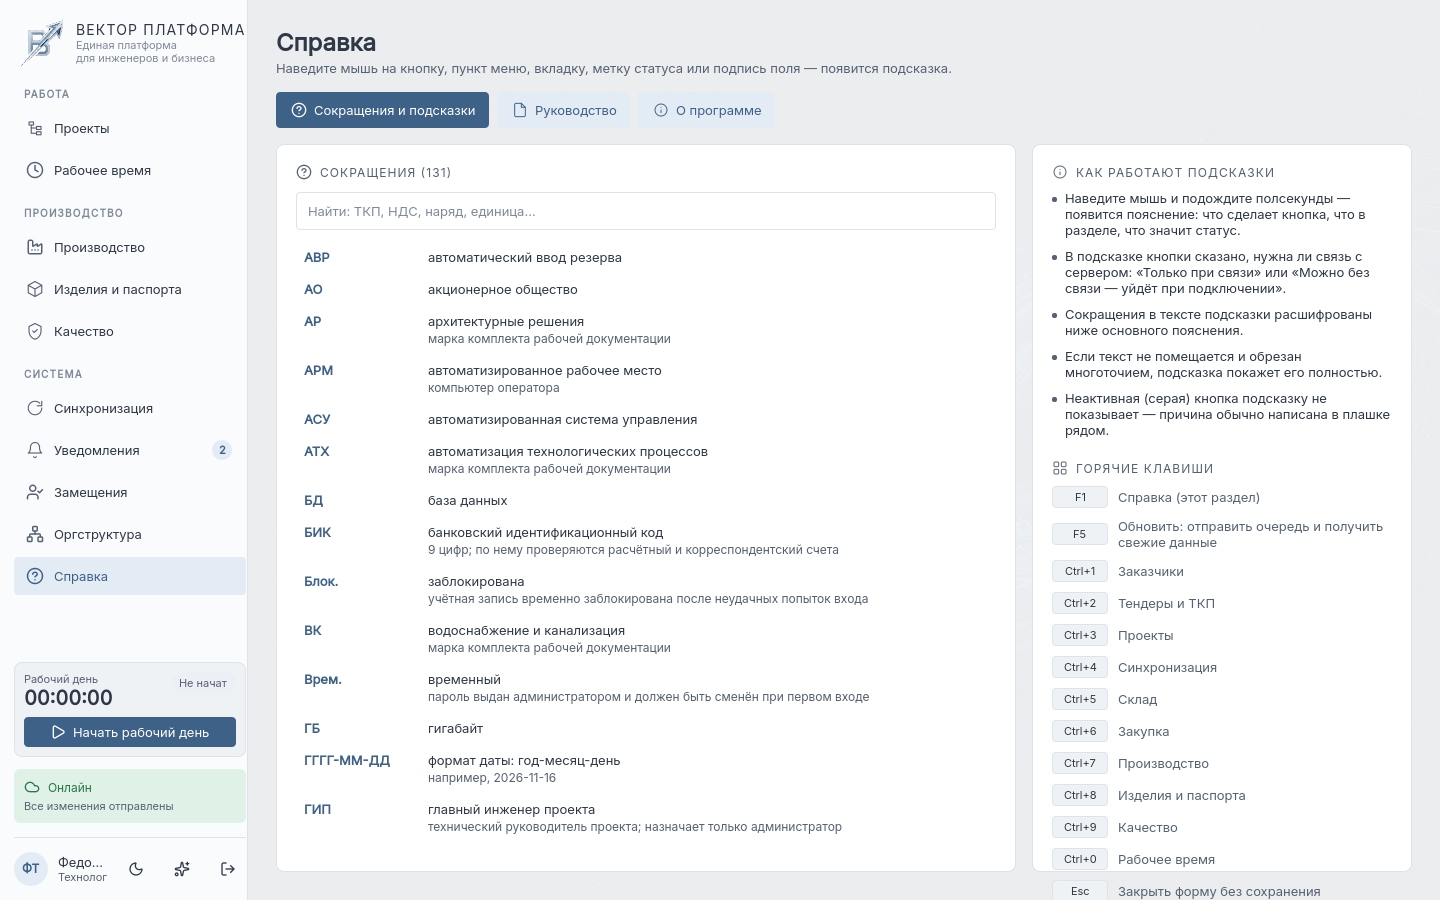 ВЕКТОР ПЛАТФОРМА
Единая платформа
для инженеров и бизнеса
РАБОТА
Проекты
Рабочее время
ПРОИЗВОДСТВО
Производство
Изделия и паспорта
Качество
СИСТЕМА
Синхронизация
Уведомления 2
Замещения
Оргструктура
Справка
Рабочий день
Не начат
00:00:00
Начать рабочий день
Онлайн
Все изменения отправлены
ФТ
Федо...
Технолог
Справка
Наведите мышь на кнопку, пункт меню, вкладку, метку статуса или подпись поля — появится подсказка.
Сокращения и подсказки
Руководство
О программе
СОКРАЩЕНИЯ (131)
Найти: ТКП, НДС, наряд, единица...
АВР автоматический ввод резерва
АО акционерное общество
АР архитектурные решения
марка комплекта рабочей документации
АРМ автоматизированное рабочее место
компьютер оператора
АСУ автоматизированная система управления
АТХ автоматизация технологических процессов
марка комплекта рабочей документации
БД база данных
БИК банковский идентификационный код
9 цифр; по нему проверяются расчётный и корреспондентский счета
Блок. заблокирована
учётная запись временно заблокирована после неудачных попыток входа
ВК водоснабжение и канализация
марка комплекта рабочей документации
Врем. временный
пароль выдан администратором и должен быть сменён при первом входе
ГБ гигабайт
ГГГГ-ММ-ДД формат даты: год-месяц-день
например, 2026-11-16
ГИП главный инженер проекта
технический руководитель проекта; назначает только администратор
КАК РАБОТАЮТ ПОДСКАЗКИ
Наведите мышь и подождите полсекунды —
появится пояснение: что сделает кнопка, что в
разделе, что значит статус.
В подсказке кнопки сказано, нужна ли связь с
сервером: «Только при связи» или «Можно без
связи — уйдёт при подключении».
Сокращения в тексте подсказки расшифрованы
ниже основного пояснения.
Если текст не помещается и обрезан
многоточием, подсказка покажет его полностью.
Неактивная (серая) кнопка подсказку не
показывает — причина обычно написана в плашке
рядом.
ГОРЯЧИЕ КЛАВИШИ
F1 Справка (этот раздел)
F5 Обновить: отправить очередь и получить
свежие данные
Ctrl+1 Заказчики
Ctrl+2 Тендеры и ТКП
Ctrl+3 Проекты
Ctrl+4 Синхронизация
Ctrl+5 Склад
Ctrl+6 Закупка
Ctrl+7 Производство
Ctrl+8 Изделия и паспорта
Ctrl+9 Качество
Ctrl+0 Рабочее время
Esc Закрыть форму без сохранения